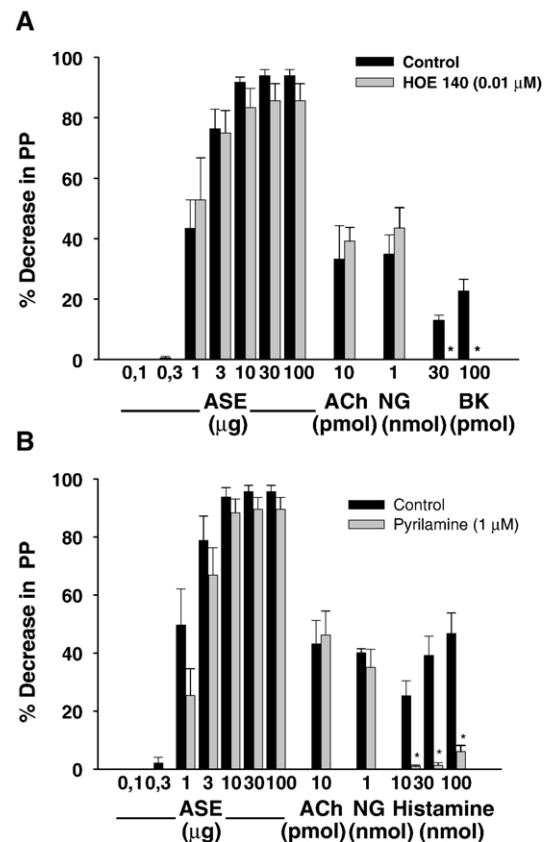 A
% Decrease in PP
100
80
60
40
20
0
Control
HOE 140 (0.01 μM)
* *
0,1 0,3 1 3 10 30 100 10 1 30 100
ASE ACh NG BK
(μg) (pmol) (nmol) (pmol)
B
% Decrease in PP
100
80
60
40
20
0
Control
Pyrilamine (1 μM)
* * *
0,1 0,3 1 3 10 30 100 10 1 10 30 100
ASE ACh NG Histamine
(μg) (pmol) (nmol) (nmol)